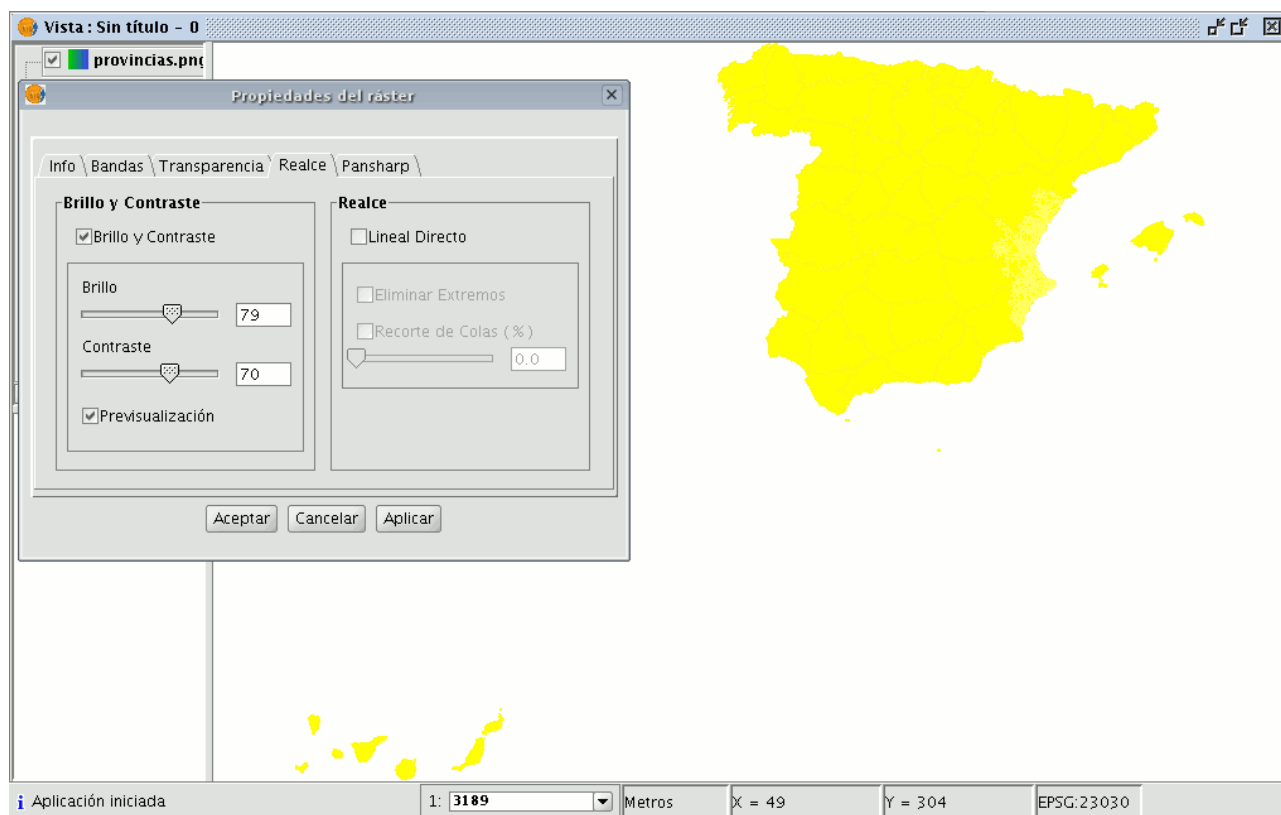 Vista : Sin título - 0
provincias.png
Propiedades del ráster
Info Bandas Transparencia Realce Pansharp
Brillo y Contraste
Brillo y Contraste
Brillo
79
Contraste
70
Previsualización
Realce
Lineal Directo
Eliminar Extremos
Recorte de Colas (%)
0.0
Aceptar Cancelar Aplicar
Aplicación iniciada
1: 3189
Metros
X = 49
Y = 304
EPSG:23030